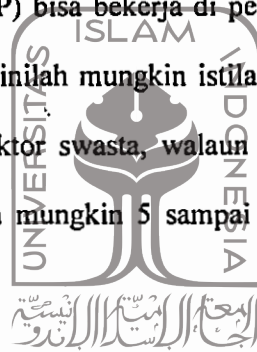 P) bisa bekerja di pe
ISLAM
inilah mungkin istila
UNIVERSITAS
INDONESIA
ktor swasta, walaun
mungkin 5 sampai